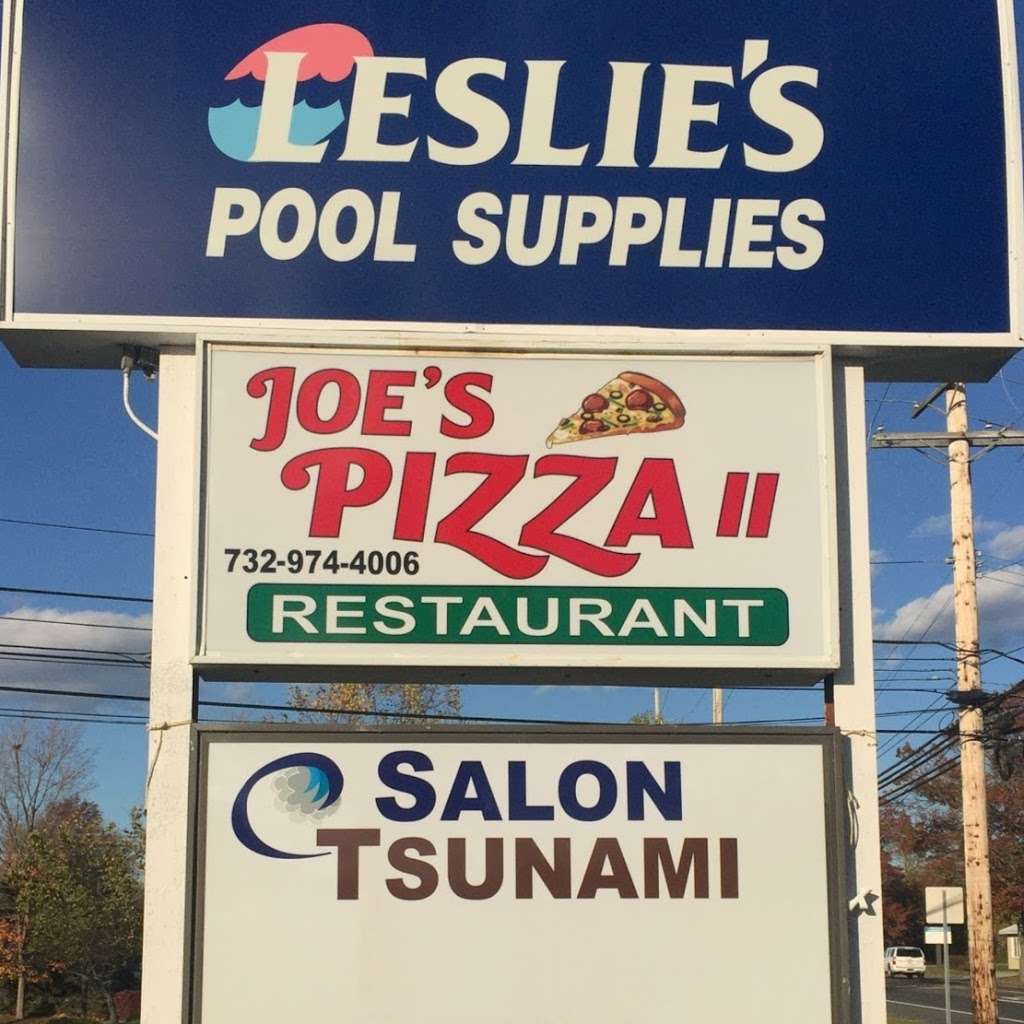 LESLIE'S
POOL SUPPLIES
JOE'S
PIZZA II
732-974-4006
RESTAURANT
SALON
TSUNAMI